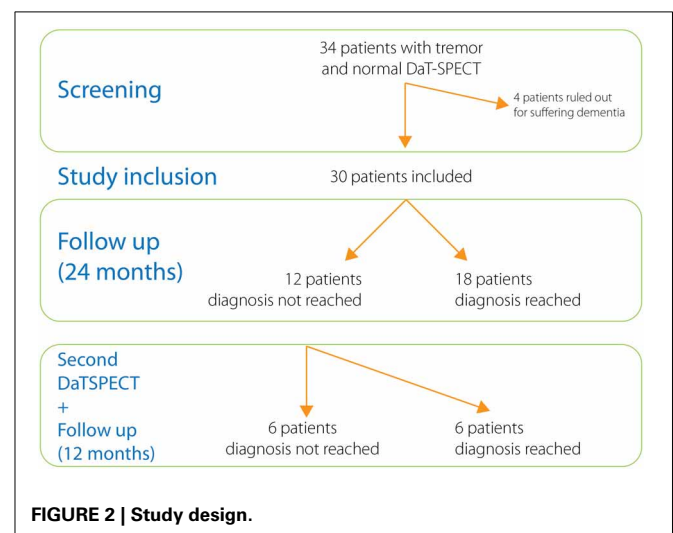 Screening
34 patients with tremor
and normal DaT-SPECT
4 patients ruled out
for suffering dementia
Study inclusion
30 patients included
Follow up
(24 months)
12 patients
diagnosis not reached
18 patients
diagnosis reached
Second
DaTSPECT
+
Follow up
(12 months)
6 patients
diagnosis not reached
6 patients
diagnosis reached
FIGURE 2 | Study design.